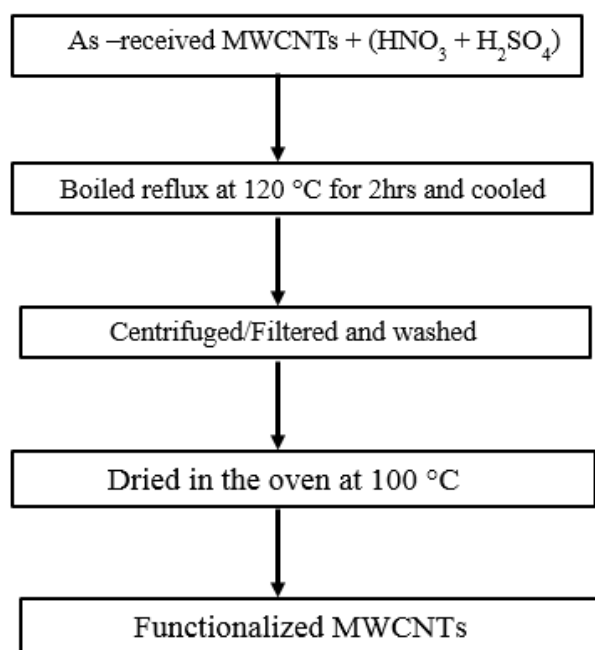 As –received MWCNTs + (HNO₃ + H₂SO₄)
Boiled reflux at 120 °C for 2hrs and cooled
Centrifuged/Filtered and washed
Dried in the oven at 100 °C
Functionalized MWCNTs